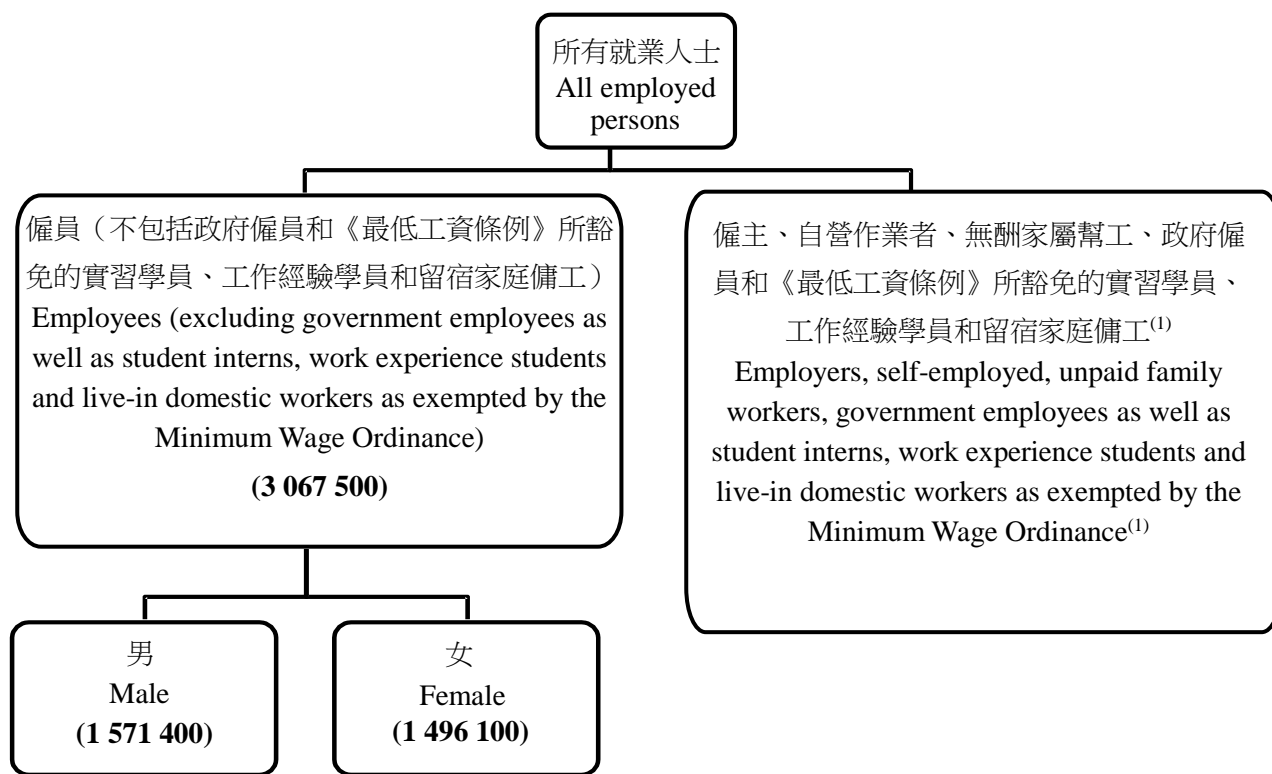 所有就業人士
All employed
persons
僱員（不包括政府僱員和《最低工資條例》所豁
免的實習學員、工作經驗學員和留宿家庭傭工）
Employees (excluding government employees as
well as student interns, work experience students
and live-in domestic workers as exempted by the
Minimum Wage Ordinance)
(3 067 500)
僱主、自營作業者、無酬家屬幫工、政府僱
員和《最低工資條例》所豁免的實習學員、
工作經驗學員和留宿家庭傭工(1)
Employers, self-employed, unpaid family
workers, government employees as well as
student interns, work experience students and
live-in domestic workers as exempted by the
Minimum Wage Ordinance(1)
男
Male
(1 571 400)
女
Female
(1 496 100)